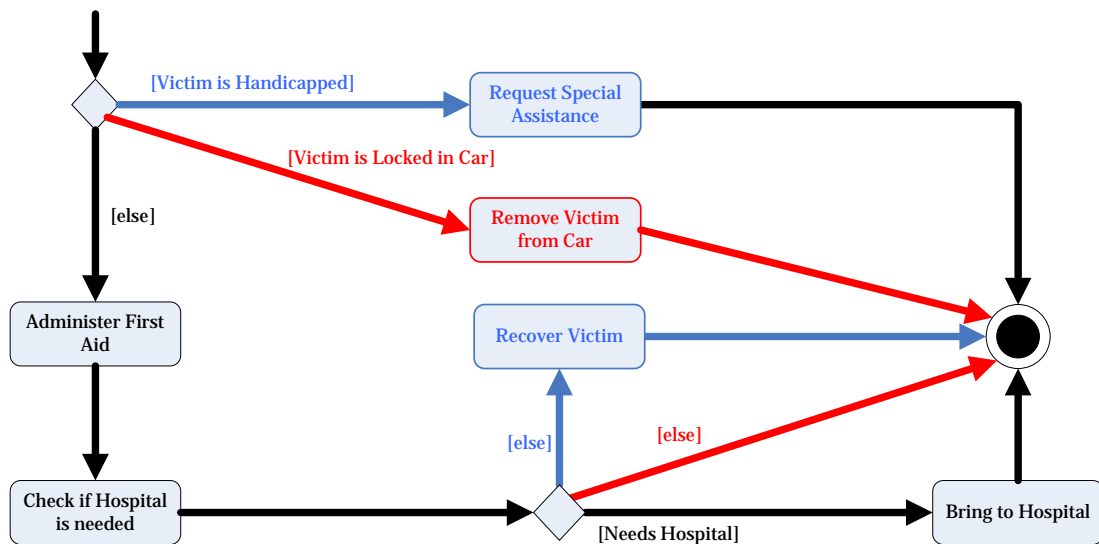 [Victim is Handicapped]
Request Special
Assistance
[Victim is Locked in Car]
[else]
Remove Victim
from Car
Administer First
Aid
Recover Victim
[else]
[else]
Check if Hospital
is needed
[Needs Hospital]
Bring to Hospital